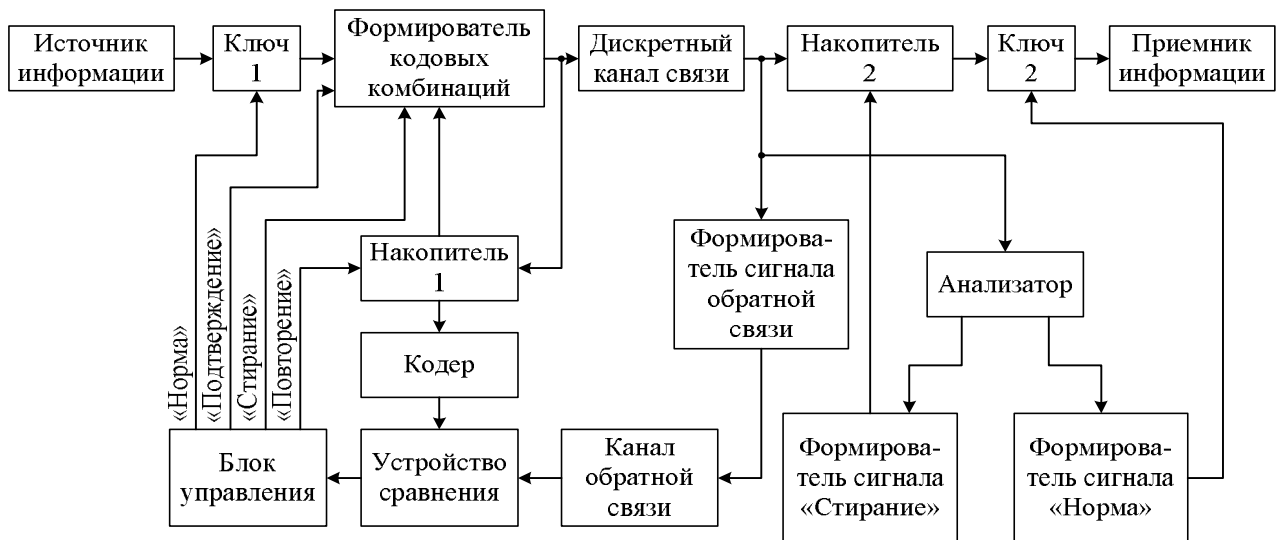 Источник
информации
Ключ
1
Формирователь
кодовых
комбинаций
Дискретный
канал связи
Накопитель
2
Ключ
2
Приемник
информации
«Норма»
«Подтверждение»
«Стирание»
«Повторение»
Накопитель
1
Формирова-
тель сигнала
обратной
связи
Анализатор
Кодер
Блок
управления
Устройство
сравнения
Канал
обратной
связи
Формирова-
тель сигнала
«Стирание»
Формирова-
тель сигнала
«Норма»